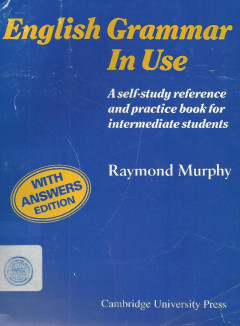 English Grammar
In Use
A self-study reference
and practice book for
intermediate students
Raymond Murphy
WITH
ANSWERS
EDITION
Cambridge University Press